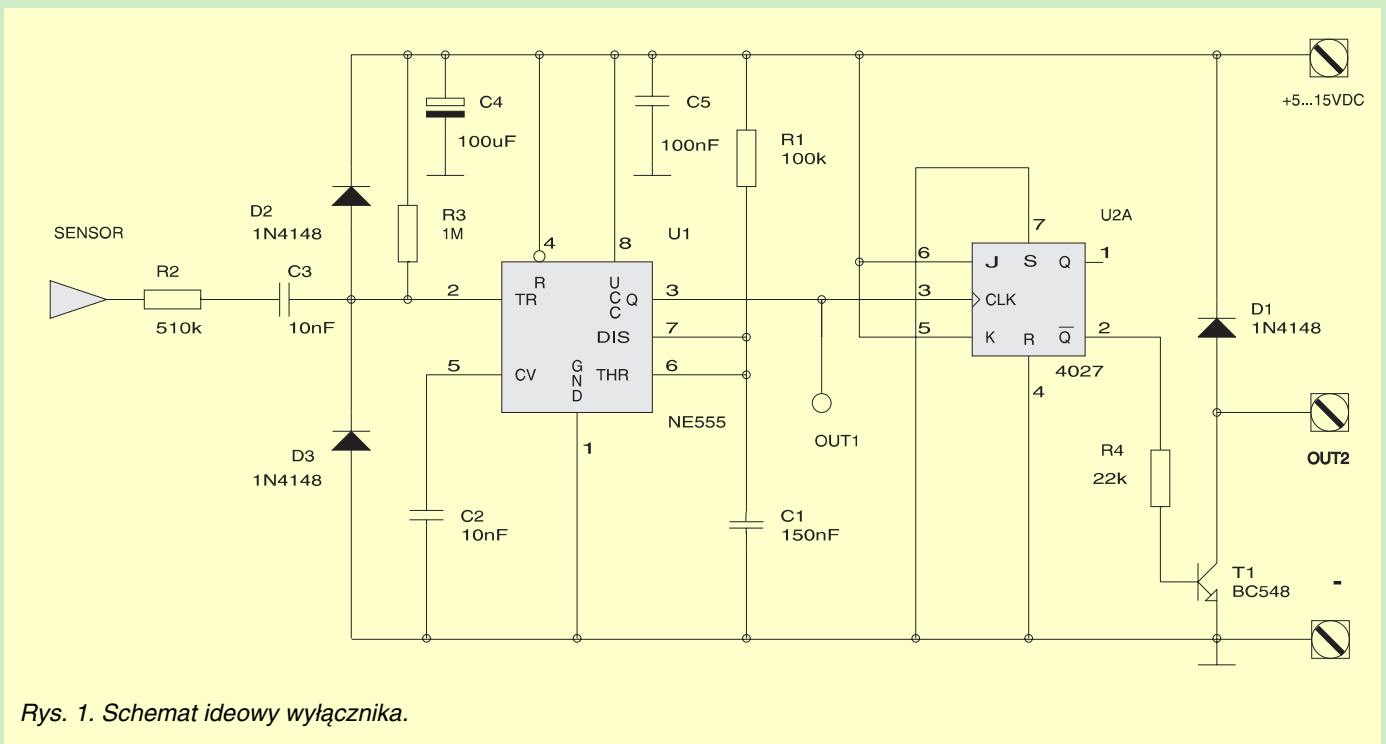 +5...15VDC
C4
100uF
C5
100nF
R1
100k
D2
1N4148
R3
1M
SENSOR
R2
510k
C3
10nF
U1
4
8
2
TR
R
U
C
C
Q
3
DIS
7
5
CV
G
N
D
THR
6
NE555
1
OUT1
U2A
7
6
J
S
Q
1
3
CLK
5
K
R
Q
2
4027
4
D1
1N4148
OUT2
R4
22k
D3
1N4148
C2
10nF
C1
150nF
T1
BC548
-
Rys. 1. Schemat ideowy wyłącznika.